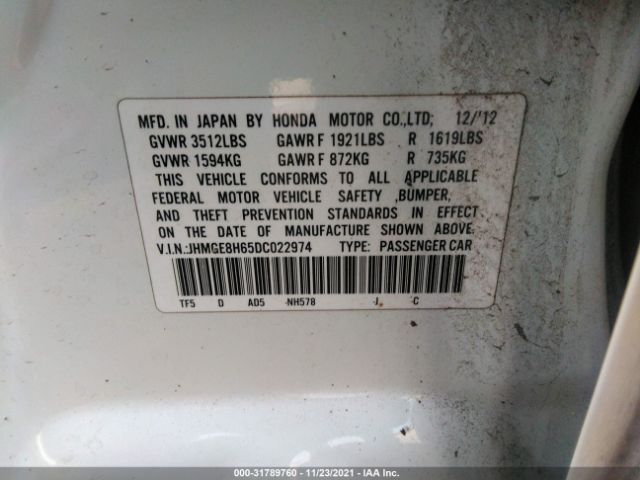 MFD. IN JAPAN BY HONDA MOTOR CO.,LTD; 12/'12
GVWR 3512LBS GAWR F 1921LBS R 1619LBS
GVWR 1594KG GAWR F 872KG R 735KG
THIS VEHICLE CONFORMS TO ALL APPLICABLE
FEDERAL MOTOR VEHICLE SAFETY ,BUMPER,
AND THEFT PREVENTION STANDARDS IN EFFECT
ON THE DATE OF MANUFACTURE SHOWN ABOVE.
V.I.N.:JHMGE8H65DC022974 TYPE: PASSENGER CAR
TF5 D AD5 -NH578 -J -C
000-31789760 - 11/23/2021 - IAA Inc.